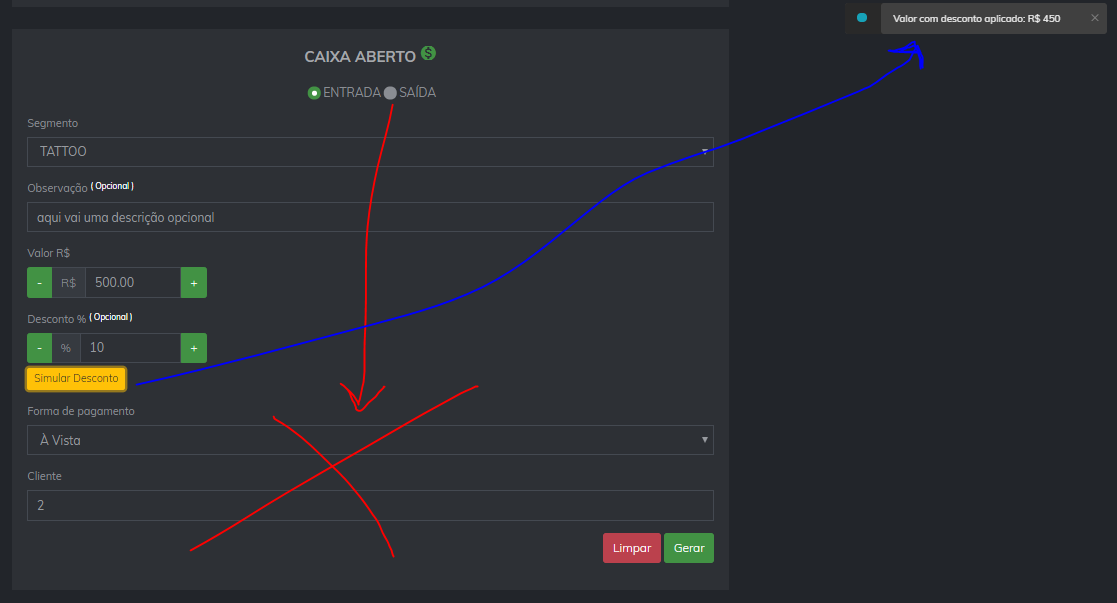 Valor com desconto aplicado: R$ 450 ×
CAIXA ABERTO $
ENTRADA SAÍDA
Segmento
TATTOO
Observação ( Opcional )
aqui vai uma descrição opcional
Valor R$
- R$ 500.00 +
Desconto % ( Opcional )
- % 10 +
Simular Desconto
Forma de pagamento
À Vista
Cliente
2
Limpar Gerar